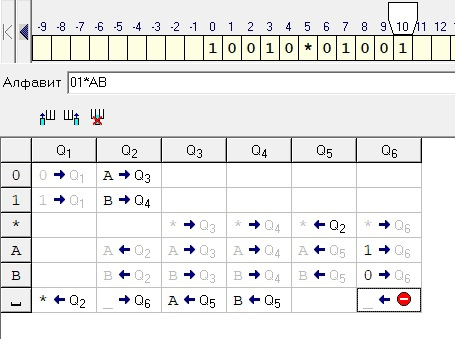 -9 -8 -7 -6 -5 -4 -3 -2 -1 0 1 2 3 4 5 6 7 8 9 10 11 12
1 0 0 1 0 * 0 1 0 0 1
Алфавит 01*AB
Q1 Q2 Q3 Q4 Q5 Q6
0 0 → Q1 A → Q3
1 1 → Q1 B → Q4
* * → Q3 * → Q4 * ← Q2 * → Q6
A A ← Q2 A → Q3 A → Q4 A ← Q5 1 → Q6
B B ← Q2 B → Q3 B → Q4 B ← Q5 0 → Q6
␣ * ← Q2 _ → Q6 A ← Q5 B ← Q5 _ ←